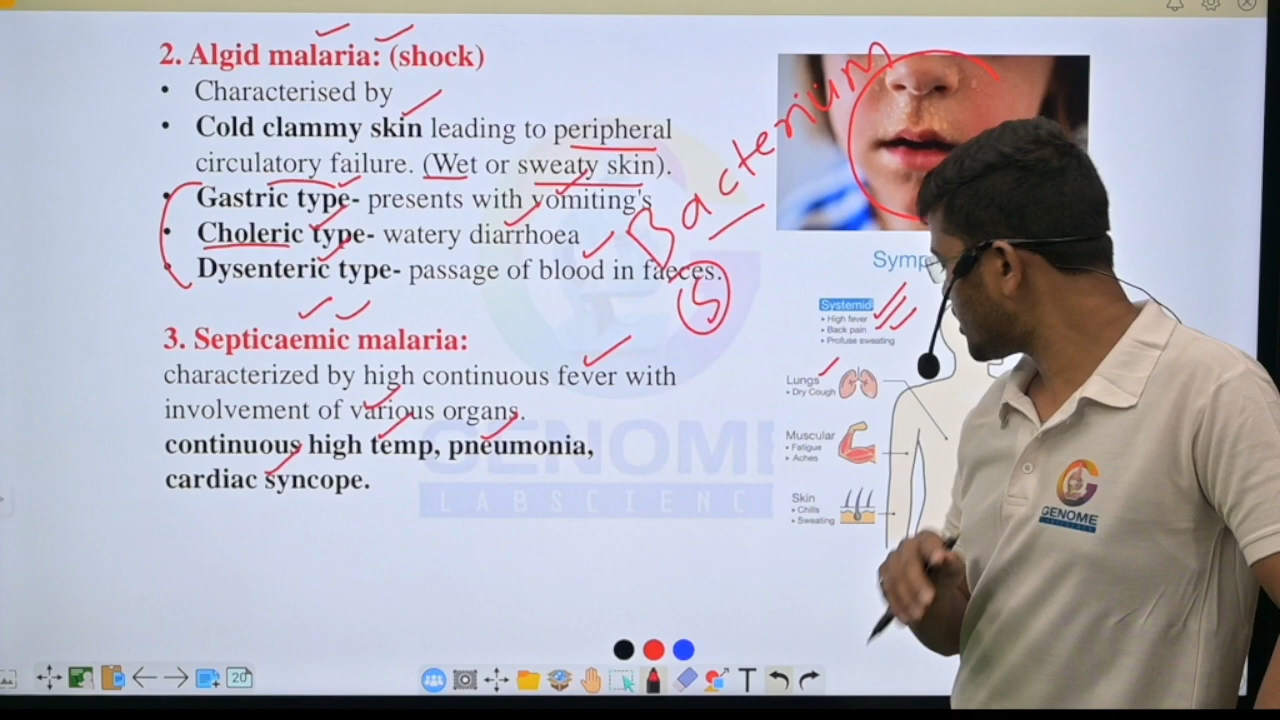 2. Algid malaria: (shock)
• Characterised by
• Cold clammy skin leading to peripheral
circulatory failure. (Wet or sweaty skin).
• Gastric type- presents with vomiting's
• Choleric type- watery diarrhoea
• Dysenteric type- passage of blood in faeces.
Bacterium
S
3. Septicaemic malaria:
characterized by high continuous fever with
involvement of various organs.
continuous high temp, pneumonia,
cardiac syncope.
GENOME
LABSCIENC
Symp
Systemic
• High fever
• Back pain
• Profuse sweating
Lungs
• Dry Cough
Muscular
• Fatigue
• Aches
Skin
• Chills
• Sweating
GENOME
20
T